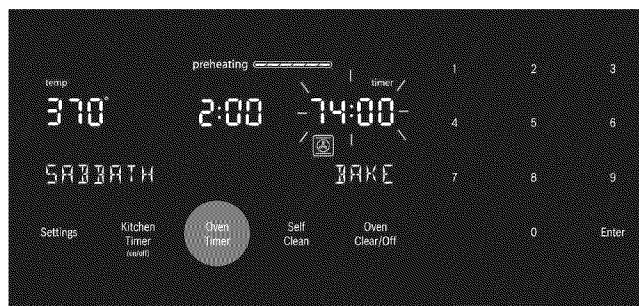 preheating
temp timer
370° 2:00 74:00
SABBATH BAKE
Settings Kitchen Timer (on/off) Oven Timer Self Clean Oven Clear/Off
1 2 3
4 5 6
7 8 9
0 Enter